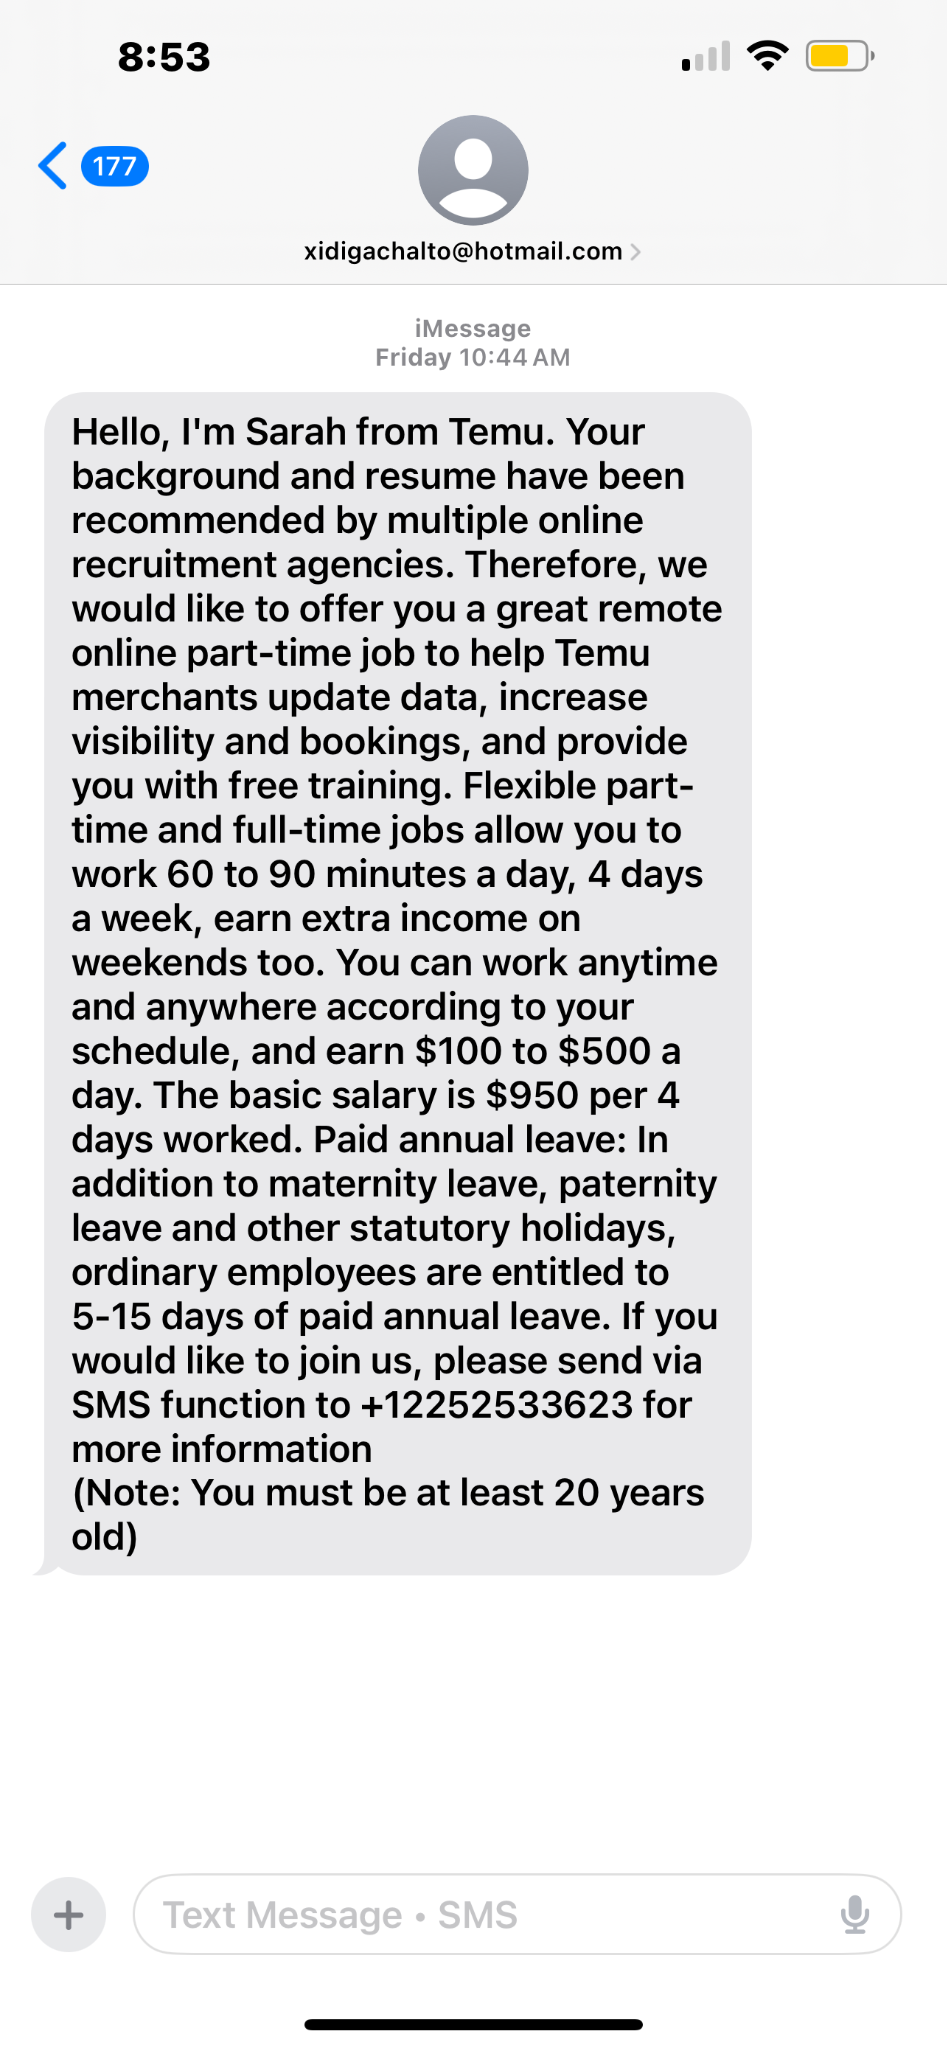 8:53
177
xidigachalto@hotmail.com
iMessage
Friday 10:44 AM
Hello, I'm Sarah from Temu. Your
background and resume have been
recommended by multiple online
recruitment agencies. Therefore, we
would like to offer you a great remote
online part-time job to help Temu
merchants update data, increase
visibility and bookings, and provide
you with free training. Flexible part-
time and full-time jobs allow you to
work 60 to 90 minutes a day, 4 days
a week, earn extra income on
weekends too. You can work anytime
and anywhere according to your
schedule, and earn $100 to $500 a
day. The basic salary is $950 per 4
days worked. Paid annual leave: In
addition to maternity leave, paternity
leave and other statutory holidays,
ordinary employees are entitled to
5-15 days of paid annual leave. If you
would like to join us, please send via
SMS function to +12252533623 for
more information
(Note: You must be at least 20 years
old)
Text Message • SMS